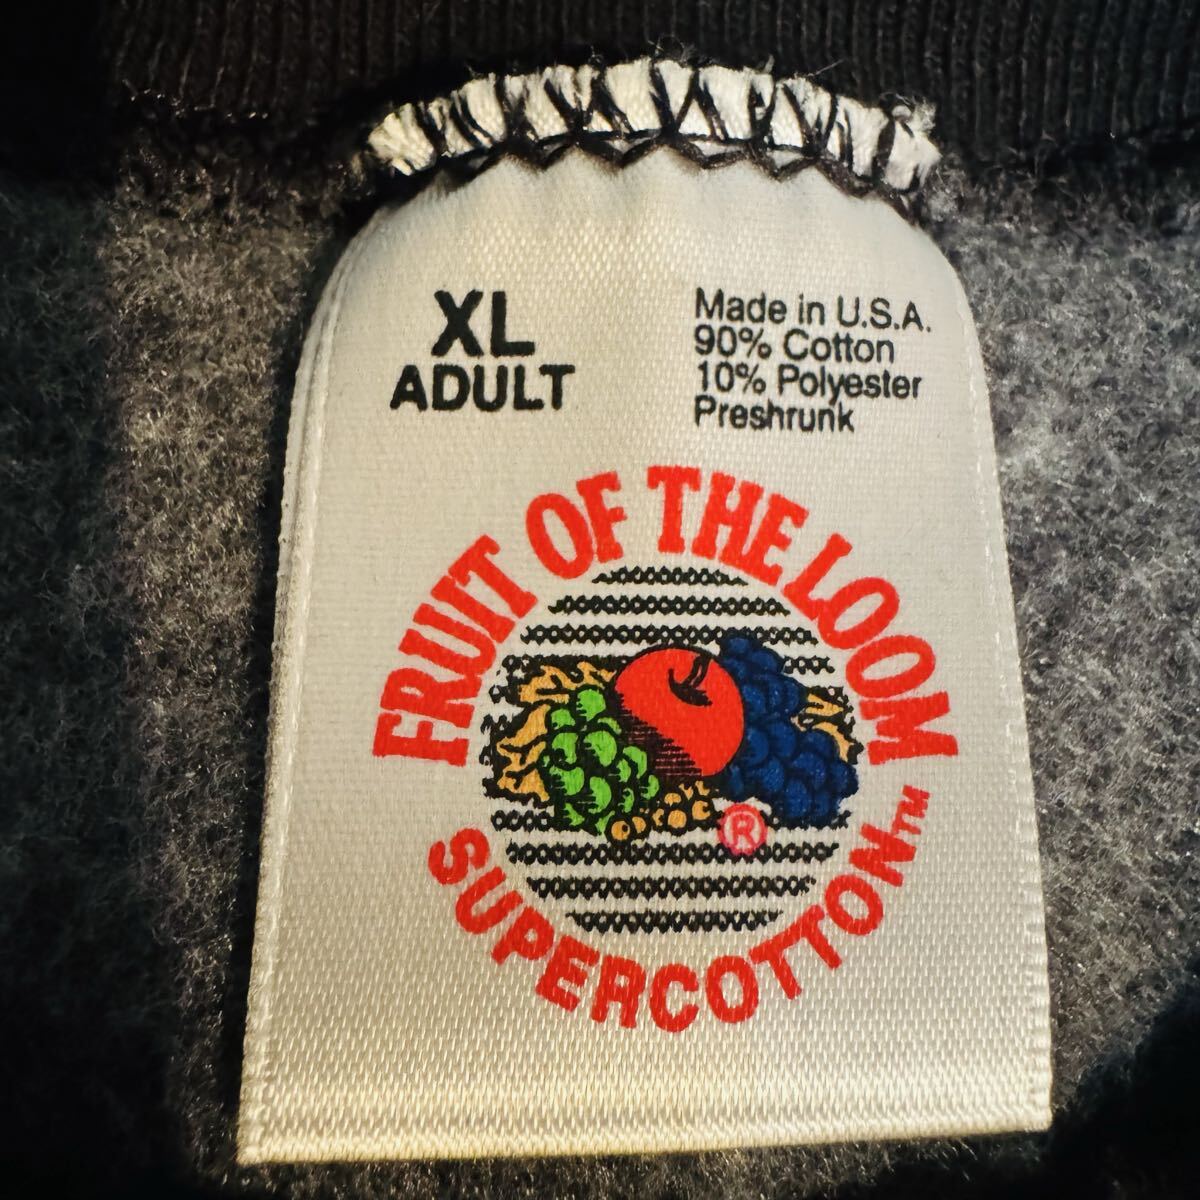 XL
ADULT
Made in U.S.A.
90% Cotton
10% Polyester
Preshrunk
FRUIT OF THE LOOM
®
SUPERCOTTON™